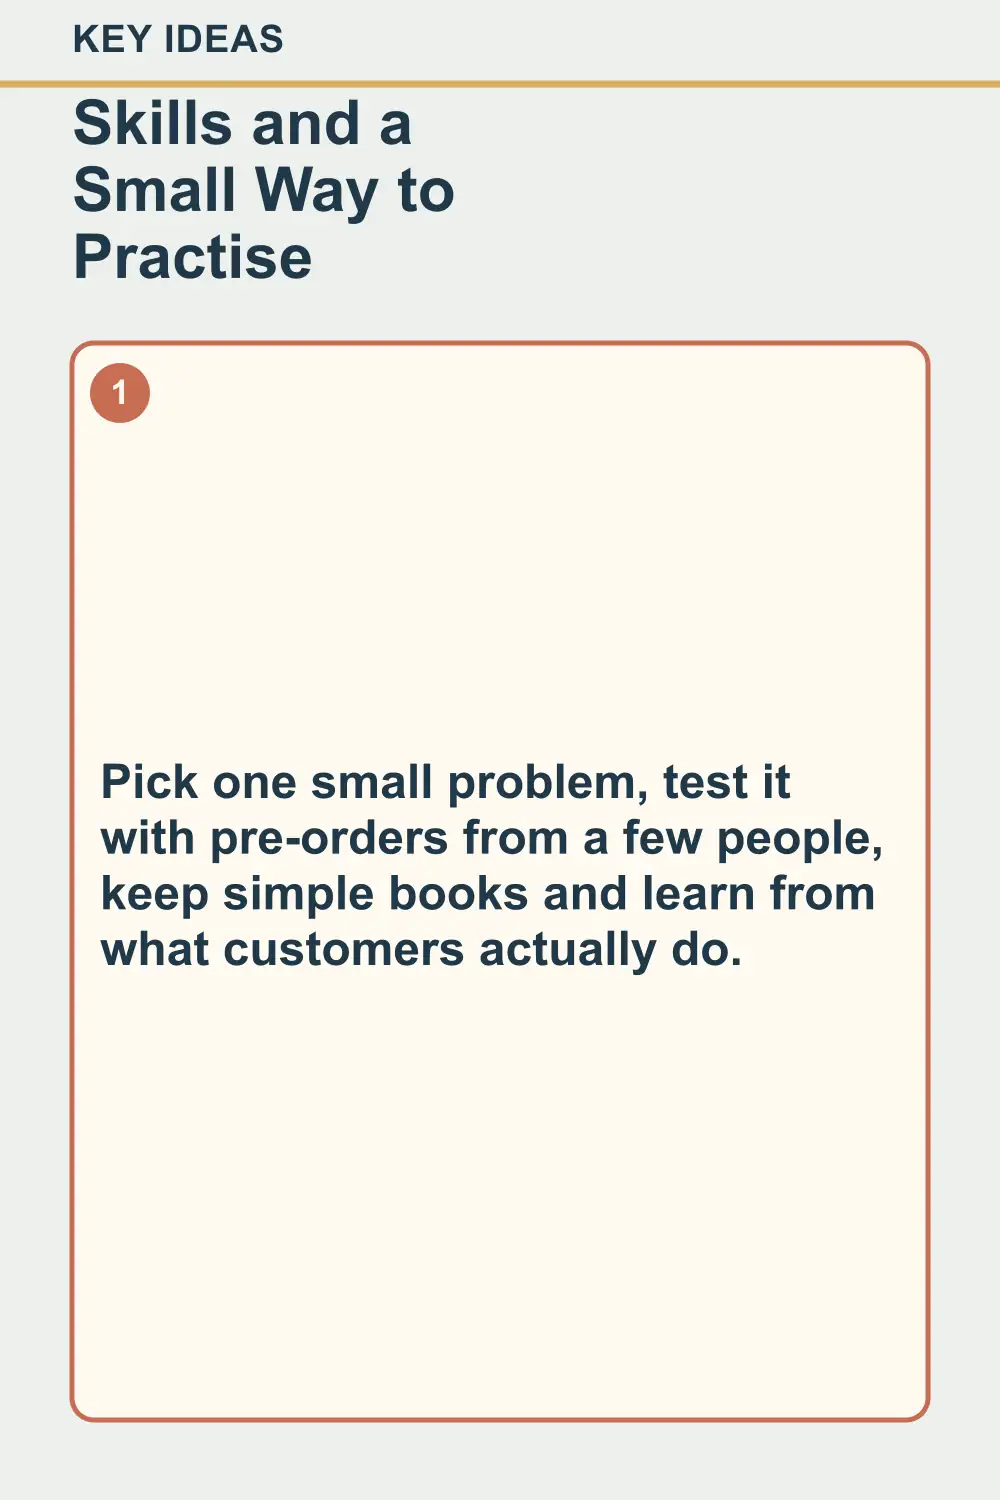 KEY IDEAS
Skills and a
Small Way to
Practise
1
Pick one small problem, test it
with pre-orders from a few people,
keep simple books and learn from
what customers actually do.